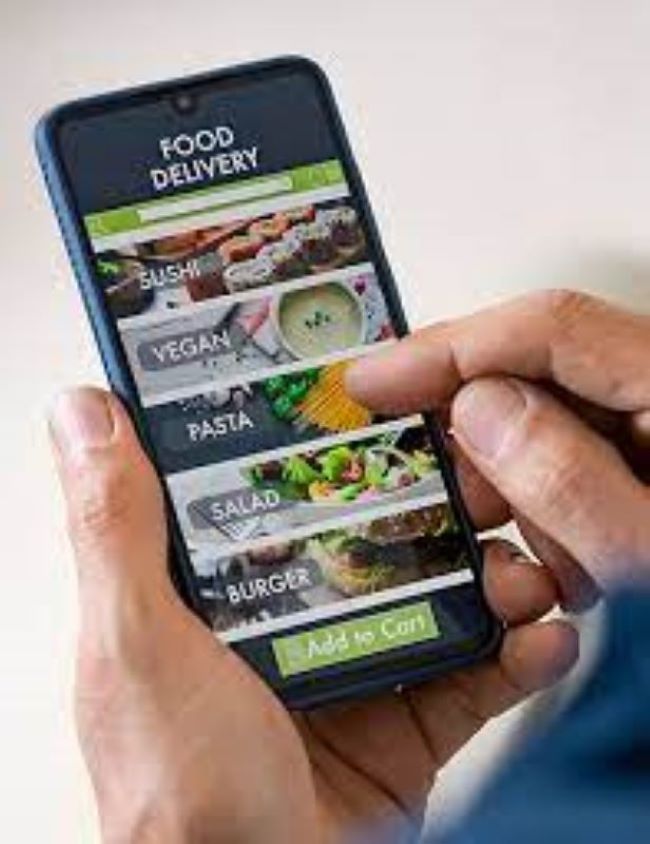 FOOD
DELIVERY
SUSHI
VEGAN
PASTA
SALAD
BURGER
Add to Cart